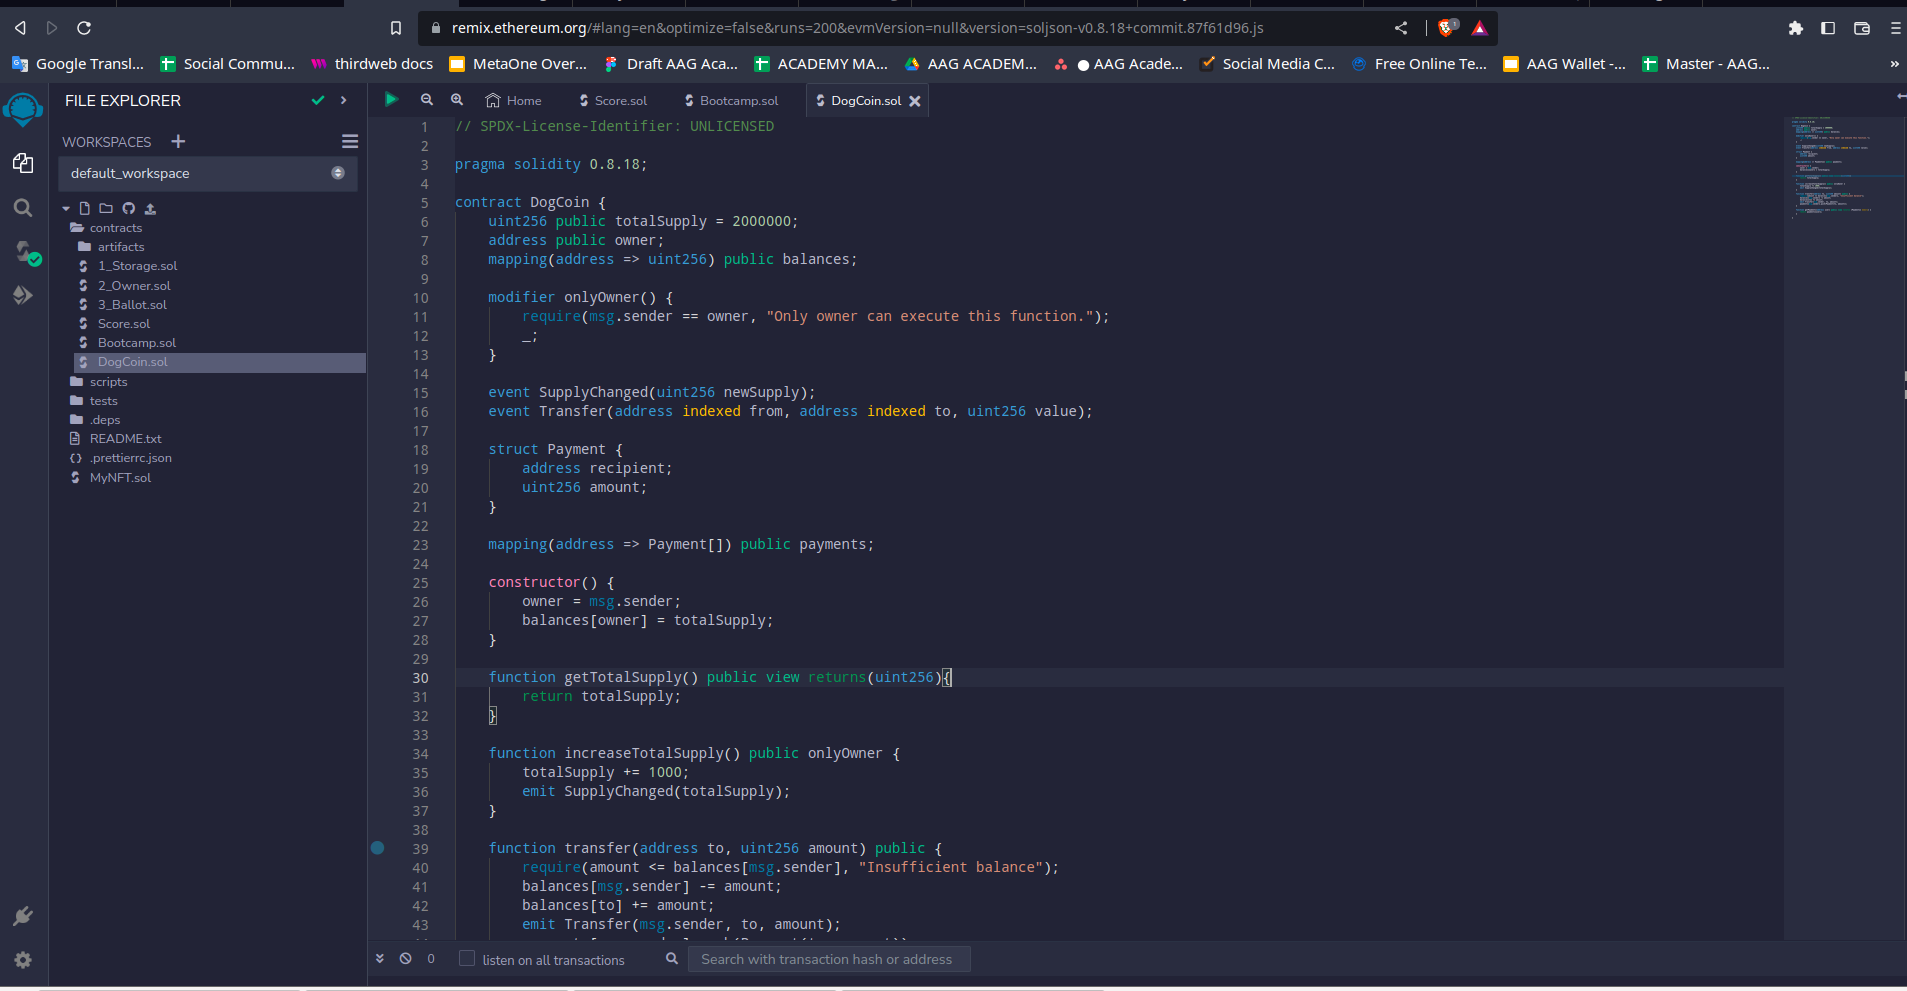 remix.ethereum.org/#lang=en&optimize=false&runs=200&evmVersion=null&version=soljson-v0.8.18+commit.87f61d96.js
1
Google Transl...
Social Commu...
thirdweb docs
MetaOne Over...
Draft AAG Aca...
ACADEMY MA...
AAG ACADEM...
AAG Acade...
Social Media C...
Free Online Te...
AAG Wallet -...
Master - AAG...
»
FILE EXPLORER
WORKSPACES
default_workspace
contracts
artifacts
1_Storage.sol
2_Owner.sol
3_Ballot.sol
Score.sol
Bootcamp.sol
DogCoin.sol
scripts
tests
.deps
README.txt
.prettierrc.json
MyNFT.sol
Home
Score.sol
Bootcamp.sol
DogCoin.sol
1 // SPDX-License-Identifier: UNLICENSED
2
3 pragma solidity 0.8.18;
4
5 contract DogCoin {
6 uint256 public totalSupply = 2000000;
7 address public owner;
8 mapping(address => uint256) public balances;
9
10 modifier onlyOwner() {
11 require(msg.sender == owner, "Only owner can execute this function.");
12 _;
13 }
14
15 event SupplyChanged(uint256 newSupply);
16 event Transfer(address indexed from, address indexed to, uint256 value);
17
18 struct Payment {
19 address recipient;
20 uint256 amount;
21 }
22
23 mapping(address => Payment[]) public payments;
24
25 constructor() {
26 owner = msg.sender;
27 balances[owner] = totalSupply;
28 }
29
30 function getTotalSupply() public view returns(uint256){
31 return totalSupply;
32 }
33
34 function increaseTotalSupply() public onlyOwner {
35 totalSupply += 1000;
36 emit SupplyChanged(totalSupply);
37 }
38
39 function transfer(address to, uint256 amount) public {
40 require(amount <= balances[msg.sender], "Insufficient balance");
41 balances[msg.sender] -= amount;
42 balances[to] += amount;
43 emit Transfer(msg.sender, to, amount);
0
listen on all transactions
Search with transaction hash or address